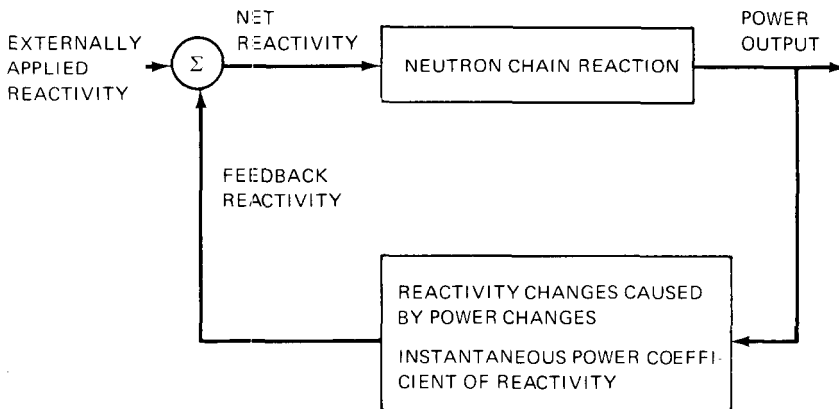 EXTERNALLY
APPLIED
REACTIVITY
Σ
NET
REACTIVITY
NEUTRON CHAIN REACTION
POWER
OUTPUT
FEEDBACK
REACTIVITY
REACTIVITY CHANGES CAUSED
BY POWER CHANGES
INSTANTANEOUS POWER COEFFI-
CIENT OF REACTIVITY